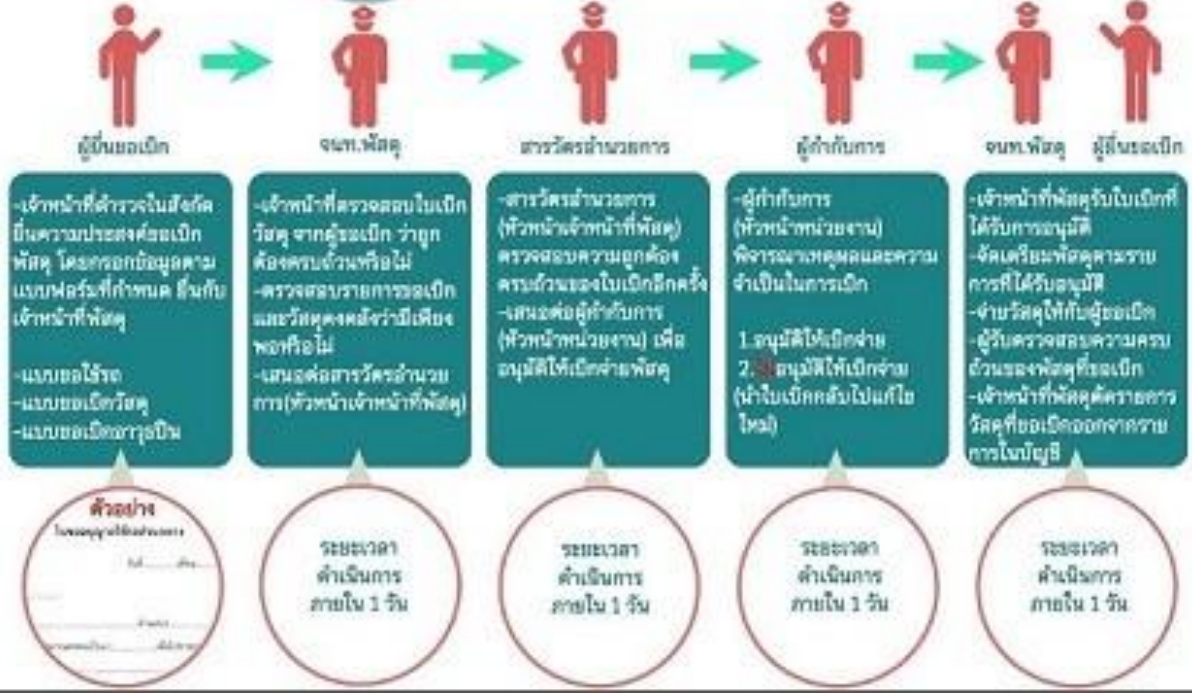 ผู้ยื่นขอเบิก
จนท.พัสดุ
สารวัตรอำนวยการ
ผู้กำกับการ
จนท.พัสดุ
ผู้ยื่นขอเบิก
-เจ้าหน้าที่ตำรวจในสังกัด
ยื่นความประสงค์ขอเบิก
พัสดุ โดยกรอกข้อมูลตาม
แบบฟอร์มที่กำหนด ยื่นกับ
เจ้าหน้าที่พัสดุ
-แบบขอใช้รถ
-แบบขอเบิกวัสดุ
-แบบขอเบิกอาวุธปืน
-เจ้าหน้าที่ตรวจสอบใบเบิก
วัสดุ จากผู้ขอเบิก ว่าถูก
ต้องครบถ้วนหรือไม่
-ตรวจสอบรายการขอเบิก
และวัสดุคงคลังว่ามีเพียง
พอหรือไม่
-เสนอต่อสารวัตรอำนวย
การ(หัวหน้าเจ้าหน้าที่พัสดุ)
-สารวัตรอำนวยการ
(หัวหน้าเจ้าหน้าที่พัสดุ)
ตรวจสอบความถูกต้อง
ครบถ้วนของใบเบิกอีกครั้ง
-เสนอต่อผู้กำกับการ
(หัวหน้าหน่วยงาน) เพื่อ
อนุมัติให้เบิกจ่ายพัสดุ
-ผู้กำกับการ
(หัวหน้าหน่วยงาน)
พิจารณาเหตุผลและความ
จำเป็นในการเบิก
1.อนุมัติให้เบิกจ่าย
2.อนุมัติให้เบิกจ่าย
(นำใบเบิกกลับไปแก้ไข
ใหม่)
-เจ้าหน้าที่พัสดุรับใบเบิกที่
ได้รับการอนุมัติ
-จัดเตรียมพัสดุตามราย
การที่ได้รับอนุมัติ
-จ่ายวัสดุให้กับผู้ขอเบิก
-ผู้รับตรวจสอบความครบ
ถ้วนของพัสดุที่ขอเบิก
-เจ้าหน้าที่พัสดุตัดรายการ
วัสดุที่ขอเบิกออกจากราย
การในบัญชี
ตัวอย่าง
ระยะเวลา
ดำเนินการ
ภายใน 1 วัน
ระยะเวลา
ดำเนินการ
ภายใน 1 วัน
ระยะเวลา
ดำเนินการ
ภายใน 1 วัน
ระยะเวลา
ดำเนินการ
ภายใน 1 วัน